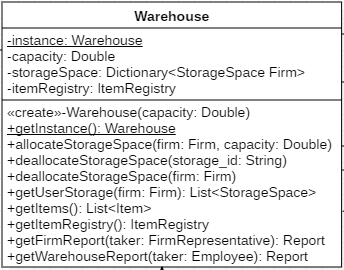 Warehouse
-instance: Warehouse
-capacity: Double
-storageSpace: Dictionary<StorageSpace Firm>
-itemRegistry: ItemRegistry
«create»-Warehouse(capacity: Double)
+getInstance(): Warehouse
+allocateStorageSpace(firm: Firm, capacity: Double)
+deallocateStorageSpace(storage_id: String)
+deallocateStorageSpace(firm: Firm)
+getUserStorage(firm: Firm): List<StorageSpace>
+getItems(): List<Item>
+getItemRegistry(): ItemRegistry
+getFirmReport(taker: FirmRepresentative): Report
+getWarehouseReport(taker: Employee): Report